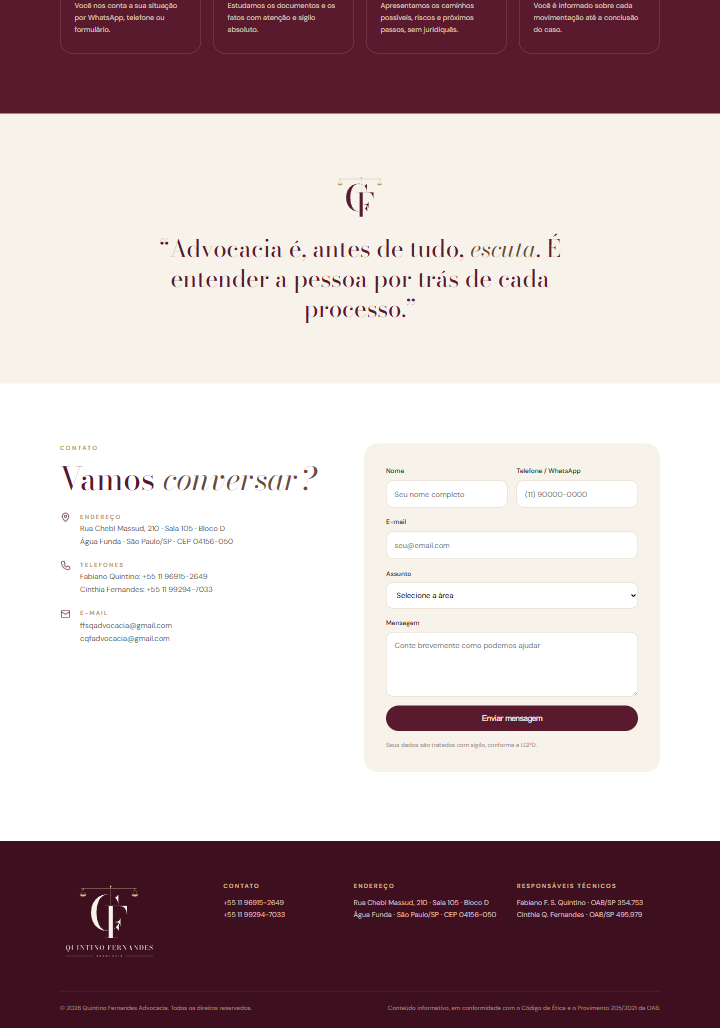 Você nos conta a sua situação
por WhatsApp, telefone ou
formulário.
Estudamos os documentos e os
fatos com atenção e sigilo
absoluto.
Apresentamos os caminhos
possíveis, riscos e próximos
passos, sem juridiquês.
Você é informado sobre cada
movimentação até a conclusão
do caso.
"Advocacia é, antes de tudo, escuta. É
entender a pessoa por trás de cada
processo."
CONTATO
Vamos conversar?
ENDEREÇO
Rua Chebl Massud, 210 · Sala 105 · Bloco D
Água Funda · São Paulo/SP · CEP 04156-050
TELEFONES
Fabiano Quintino: +55 11 96915-2649
Cinthia Fernandes: +55 11 99294-7033
E-MAIL
ffsqadvocacia@gmail.com
cqfadvocacia@gmail.com
Nome
Seu nome completo
Telefone / WhatsApp
(11) 90000-0000
E-mail
seu@email.com
Assunto
Selecione a área
Mensagem
Conte brevemente como podemos ajudar
Enviar mensagem
Seus dados são tratados com sigilo, conforme a LGPD.
QUINTINO FERNANDES
ADVOCACIA
CONTATO
+55 11 96915-2649
+55 11 99294-7033
ENDEREÇO
Rua Chebl Massud, 210 · Sala 105 · Bloco D
Água Funda · São Paulo/SP · CEP 04156-050
RESPONSÁVEIS TÉCNICOS
Fabiano F. S. Quintino · OAB/SP 354.753
Cinthia Q. Fernandes · OAB/SP 495.979
© 2026 Quintino Fernandes Advocacia. Todos os direitos reservados.
Conteúdo informativo, em conformidade com o Código de Ética e o Provimento 205/2021 da OAB.